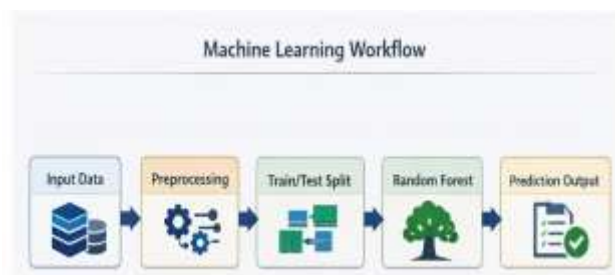 Machine Learning Workflow
Input Data
Preprocessing
Train/Test Split
Random Forest
Prediction Output